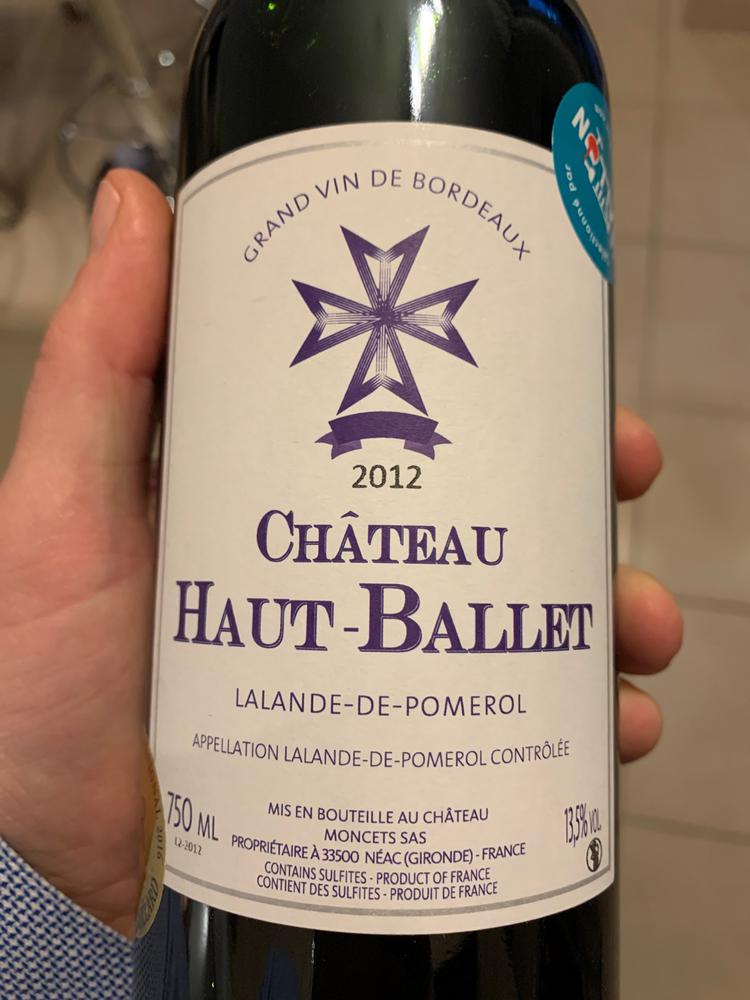 GRAND VIN DE BORDEAUX
2012
CHÂTEAU
HAUT-BALLET
LALANDE-DE-POMEROL
APPELLATION LALANDE-DE-POMEROL CONTRÔLÉE
750 ML
L2-2012
MIS EN BOUTEILLE AU CHÂTEAU
MONCETS SAS
PROPRIÉTAIRE À 33500 NÉAC (GIRONDE) - FRANCE
CONTAINS SULFITES - PRODUCT OF FRANCE
CONTIENT DES SULFITES - PRODUIT DE FRANCE
13,5% VOL.
par
2016